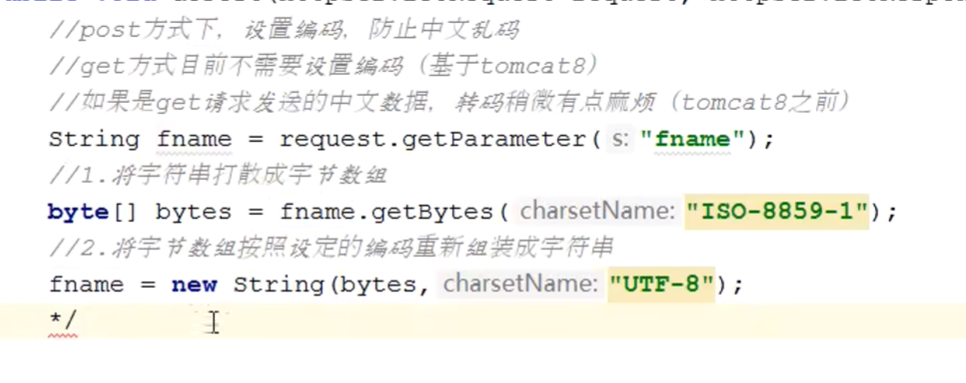 //post方式下，设置编码，防止中文乱码
//get方式目前不需要设置编码（基于tomcat8）
//如果是get请求发送的中文数据，转码稍微有点麻烦（tomcat8之前）
String fname = request.getParameter( s: "fname");
//1.将字符串打散成字节数组
byte[] bytes = fname.getBytes( charsetName: "ISO-8859-1");
//2.将字节数组按照设定的编码重新组装成字符串
fname = new String(bytes, charsetName: "UTF-8");
*/